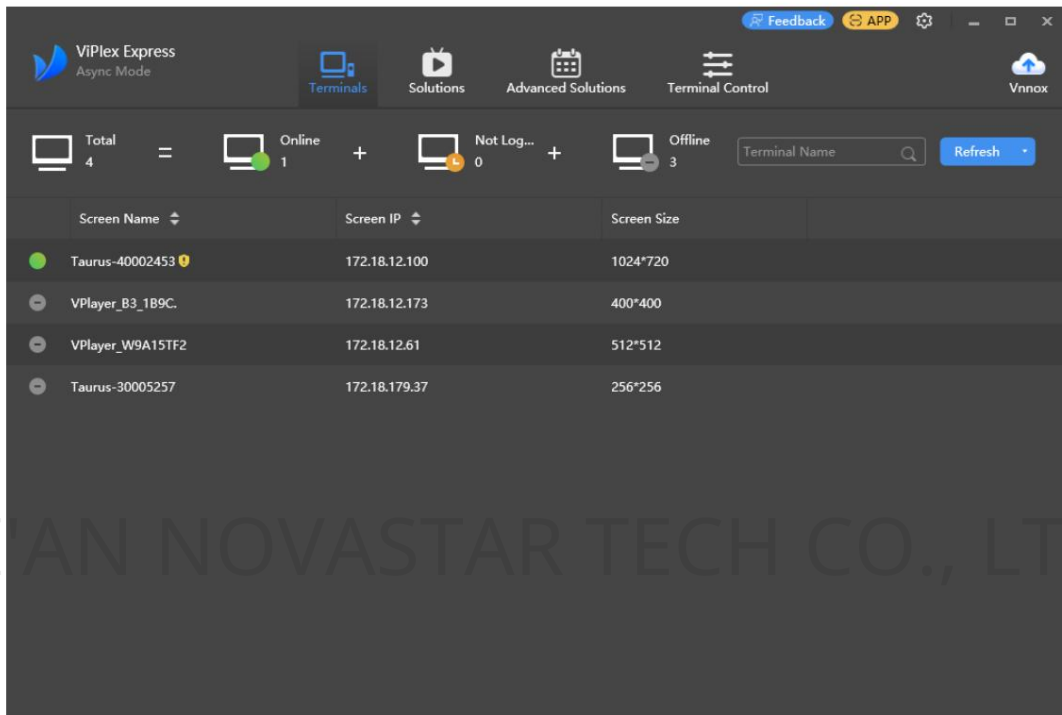 Feedback APP
ViPlex Express
Async Mode
Terminals Solutions Advanced Solutions Terminal Control Vnnox
Total Online Not Log... Offline
4 = 1 + 0 + 3 Terminal Name Refresh
Screen Name Screen IP Screen Size
Taurus-40002453 172.18.12.100 1024*720
VPlayer_B3_1B9C. 172.18.12.173 400*400
VPlayer_W9A15TF2 172.18.12.61 512*512
Taurus-30005257 172.18.179.37 256*256
'AN NOVASTAR TECH CO., LT